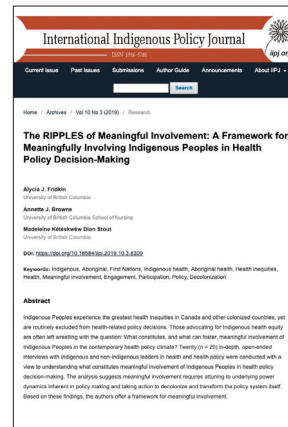 International Indigenous Policy Journal
ISSN 1916-5781
iipj.org
Current Issue Past Issues Submissions Author Guide Announcements About IIPJ
Search
Home / Archives / Vol 10 No 3 (2019) / Research
The RIPPLES of Meaningful Involvement: A Framework for
Meaningfully Involving Indigenous Peoples in Health
Policy Decision-Making
Alycia J. Fridkin
University of British Columbia
Annette J. Browne
University of British Columbia School of Nursing
Madeleine Kétéskwēw Dion Stout
University of British Columbia
DOI: https://doi.org/10.18584/iipj.2019.10.3.8309
Keywords: Indigenous, Aboriginal, First Nations, Indigenous health, Aboriginal health, Health inequities,
Health, Meaningful involvement, Engagement, Participation, Policy, Decolonization
Abstract
Indigenous Peoples experience the greatest health inequities in Canada and other colonized countries, yet
are routinely excluded from health-related policy decisions. Those advocating for Indigenous health equity
are often left wrestling with the question: What constitutes, and what can foster, meaningful involvement of
Indigenous Peoples in the contemporary health policy climate? Twenty (n = 20) in-depth, open-ended
interviews with Indigenous and non-Indigenous leaders in health and health policy were conducted with a
view to understanding what constitutes meaningful involvement of Indigenous Peoples in health policy
decision-making. The analysis suggests meaningful involvement requires attuning to underlying power
dynamics inherent in policy making and taking action to decolonize and transform the policy system itself.
Based on these findings, the authors offer a framework for meaningful involvement.